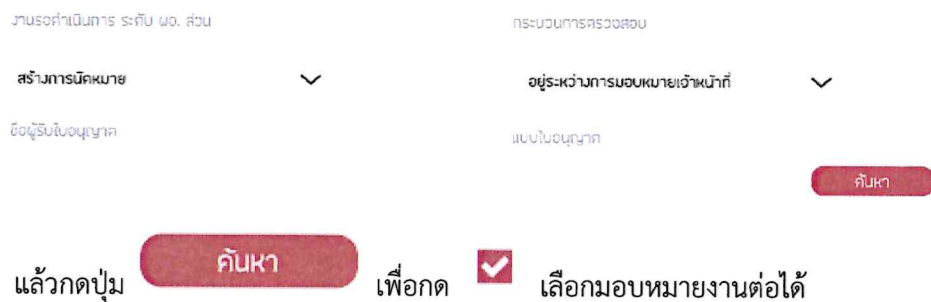 งานรอดำเนินการ ระดับ ผอ. ส่วน
กระบวนการตรวจสอบ
สร้างการนัดหมาย
อยู่ระหว่างการมอบหมายเจ้าหน้าที่
ชื่อผู้รับใบอนุญาต
แบบใบอนุญาต
ค้นหา
แล้วกดปุ่ม ค้นหา เพื่อกด เลือกมอบหมายงานต่อได้